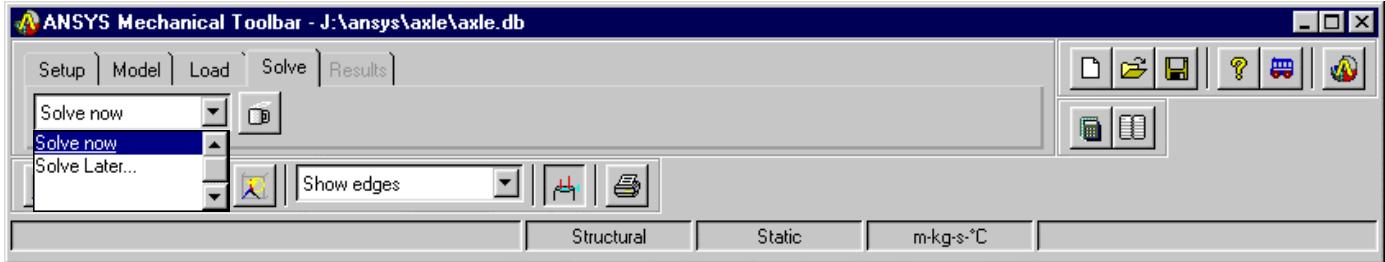 ANSYS Mechanical Toolbar - J:\ansys\axle\axle.db
Setup Model Load Solve Results
Solve now
Solve now
Solve Later...
Show edges
Structural Static m-kg-s-°C